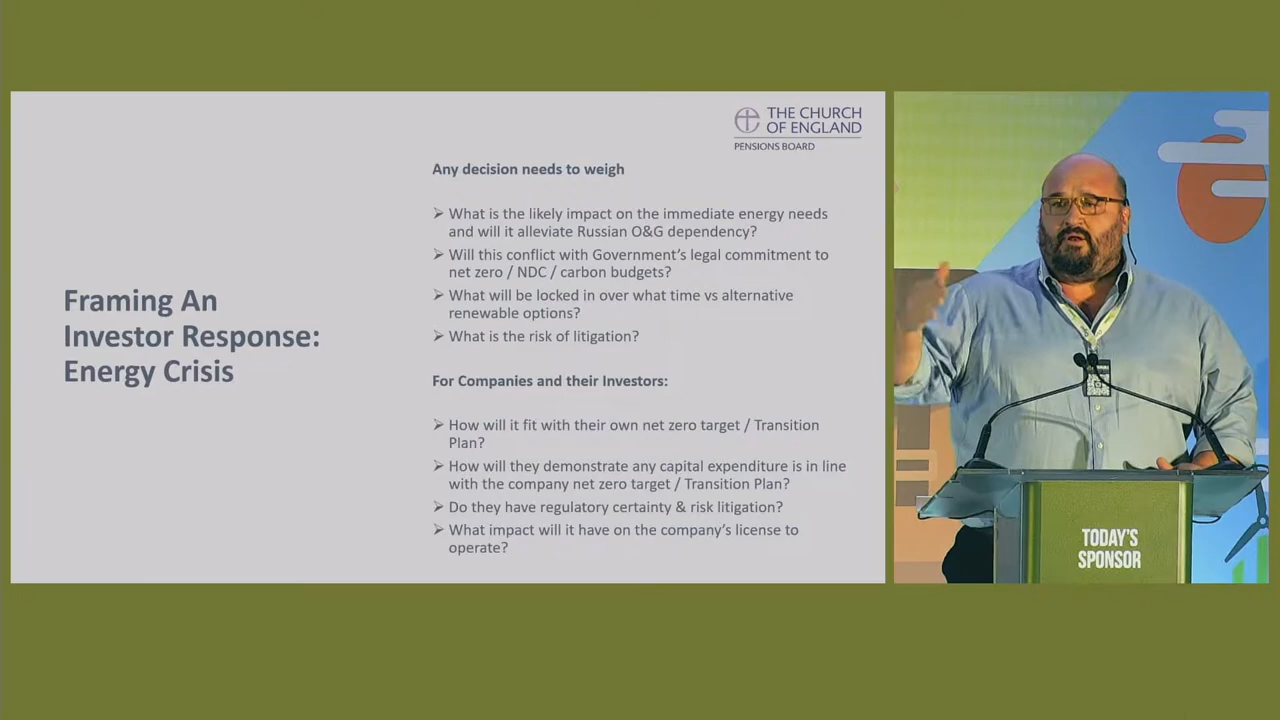 THE CHURCH
OF ENGLAND
PENSIONS BOARD
Framing An
Investor Response:
Energy Crisis
Any decision needs to weigh
➢ What is the likely impact on the immediate energy needs
and will it alleviate Russian O&G dependency?
➢ Will this conflict with Government's legal commitment to
net zero / NDC / carbon budgets?
➢ What will be locked in over what time vs alternative
renewable options?
➢ What is the risk of litigation?
For Companies and their Investors:
➢ How will it fit with their own net zero target / Transition
Plan?
➢ How will they demonstrate any capital expenditure is in line
with the company net zero target / Transition Plan?
➢ Do they have regulatory certainty & risk litigation?
➢ What impact will it have on the company's license to
operate?
TODAY'S
SPONSOR